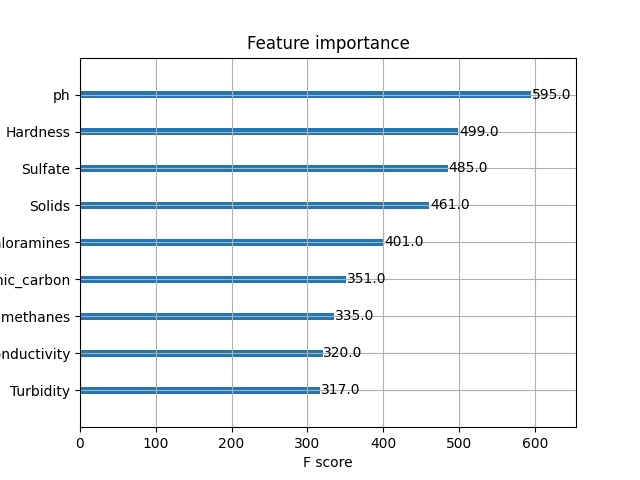 Feature importance
ph 595.0
Hardness 499.0
Sulfate 485.0
Solids 461.0
loramines 401.0
nic_carbon 351.0
methanes 335.0
onductivity 320.0
Turbidity 317.0
0 100 200 300 400 500 600
F score